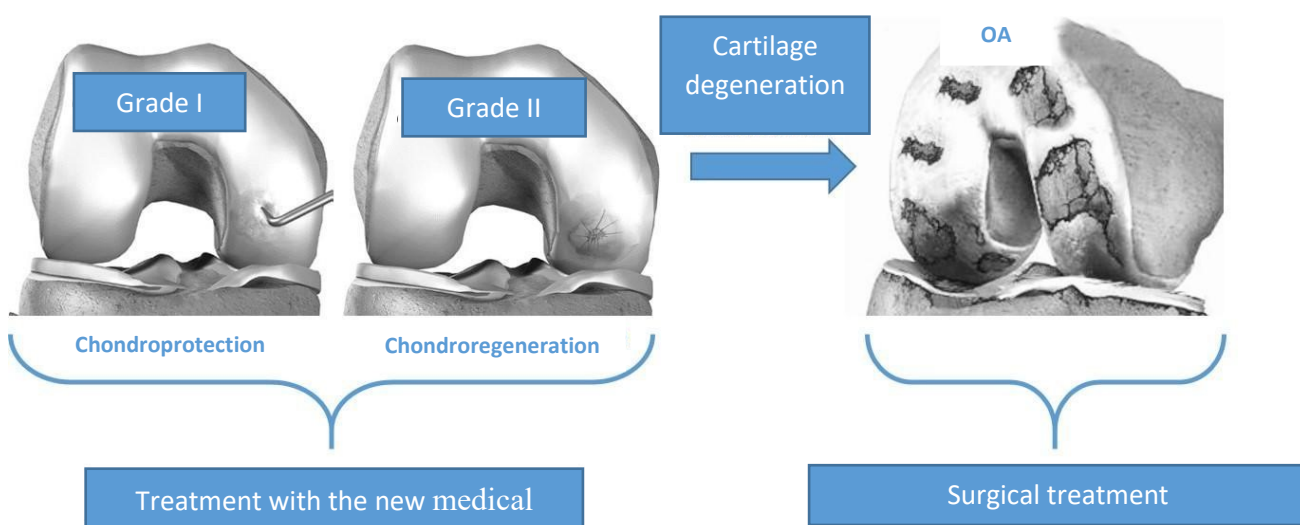 Grade I
Grade II
Cartilage
degeneration
OA
Chondroprotection
Chondroregeneration
Treatment with the new medical
Surgical treatment